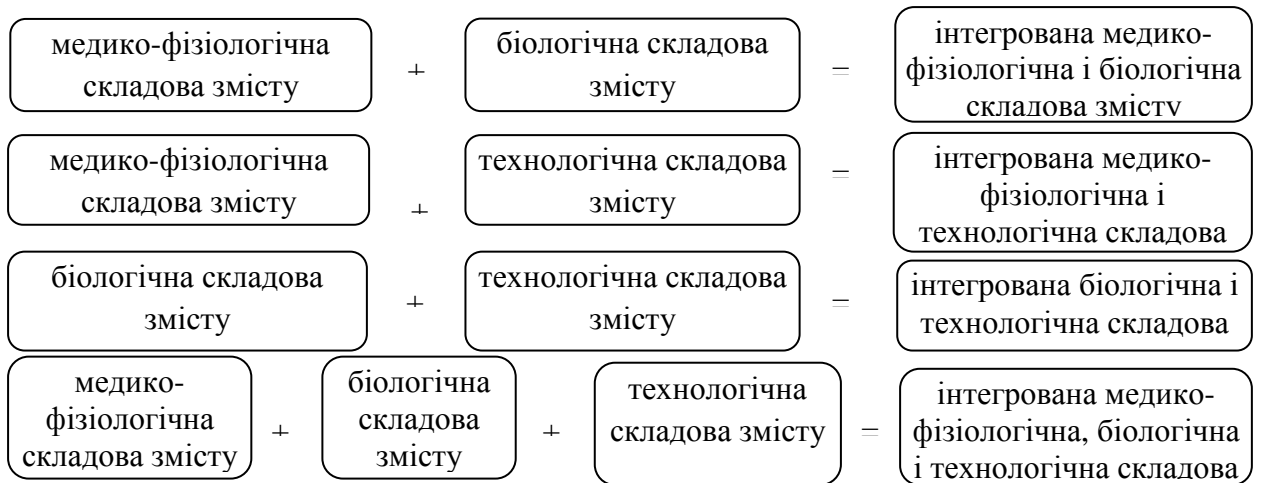 медико-фізіологічна
складова змісту
+
біологічна складова
змісту
=
інтегрована медико-
фізіологічна і біологічна
складова змісту
медико-фізіологічна
складова змісту
+
технологічна складова
змісту
=
інтегрована медико-
фізіологічна і
технологічна складова
біологічна складова
змісту
+
технологічна складова
змісту
=
інтегрована біологічна і
технологічна складова
медико-
фізіологічна
складова змісту
+
біологічна
складова
змісту
+
технологічна
складова змісту
=
інтегрована медико-
фізіологічна, біологічна
і технологічна складова